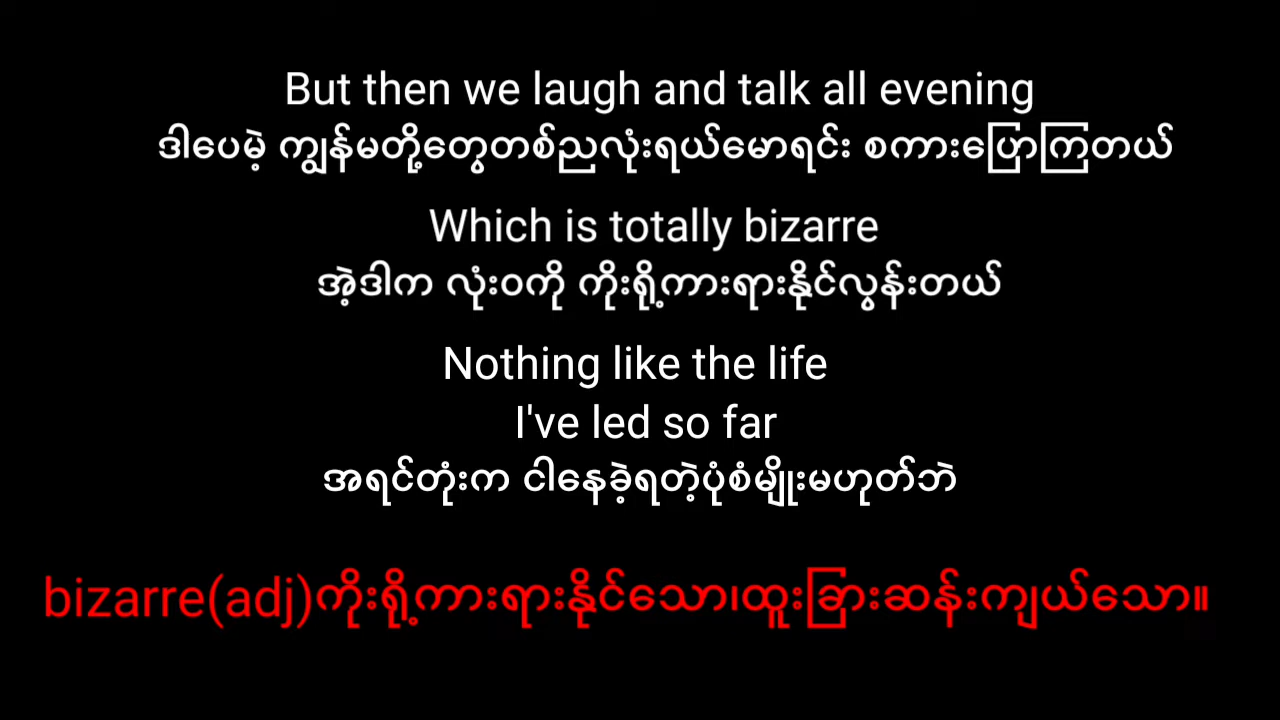 But then we laugh and talk all evening
ဒါပေမဲ့ ကျွန်မတို့တွေတစ်ညလုံးရယ်မောရင်း စကားပြောကြတယ်
Which is totally bizarre
အဲ့ဒါက လုံးဝကို ကိုးရို့ကားရားနိုင်လွန်းတယ်
Nothing like the life
I've led so far
အရင်တုံးက ငါနေခဲ့ရတဲ့ပုံစံမျိုးမဟုတ်ဘဲ
bizarre(adj)ကိုးရို့ကားရားနိုင်သော၊ထူးခြားဆန်းကျယ်သော။